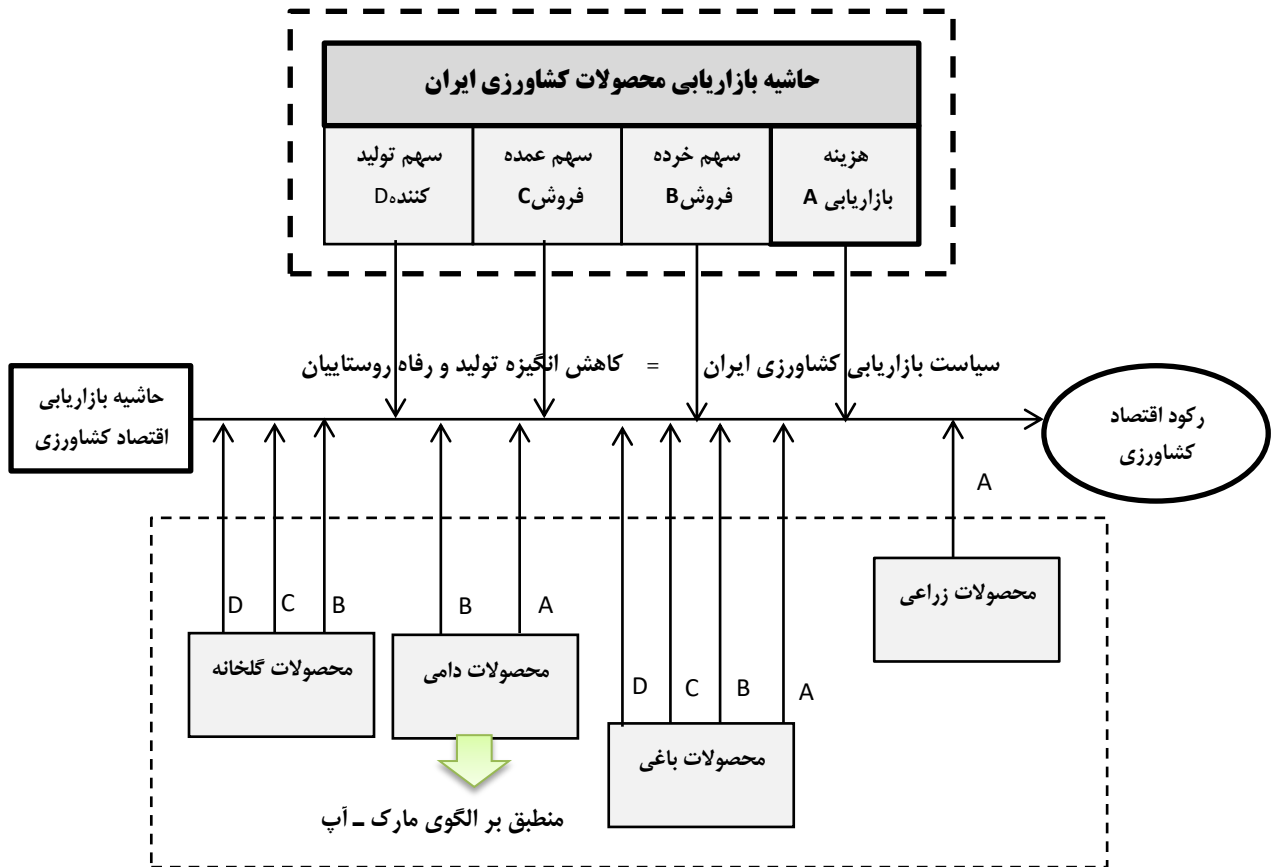 حاشیه بازاریابی محصولات کشاورزی ایران
هزینه
بازاریابی A
سهم خرده
فروشB
سهم عمده
فروشC
سهم تولید
کنندهD
سیاست بازاریابی کشاورزی ایران = کاهش انگیزه تولید و رفاه روستاییان
رکود اقتصاد
کشاورزی
حاشیه بازاریابی
اقتصاد کشاورزی
A
محصولات زراعی
A
B
C
D
محصولات باغی
A
B
محصولات دامی
B
C
D
محصولات گلخانه
منطبق بر الگوی مارک ـ آپ